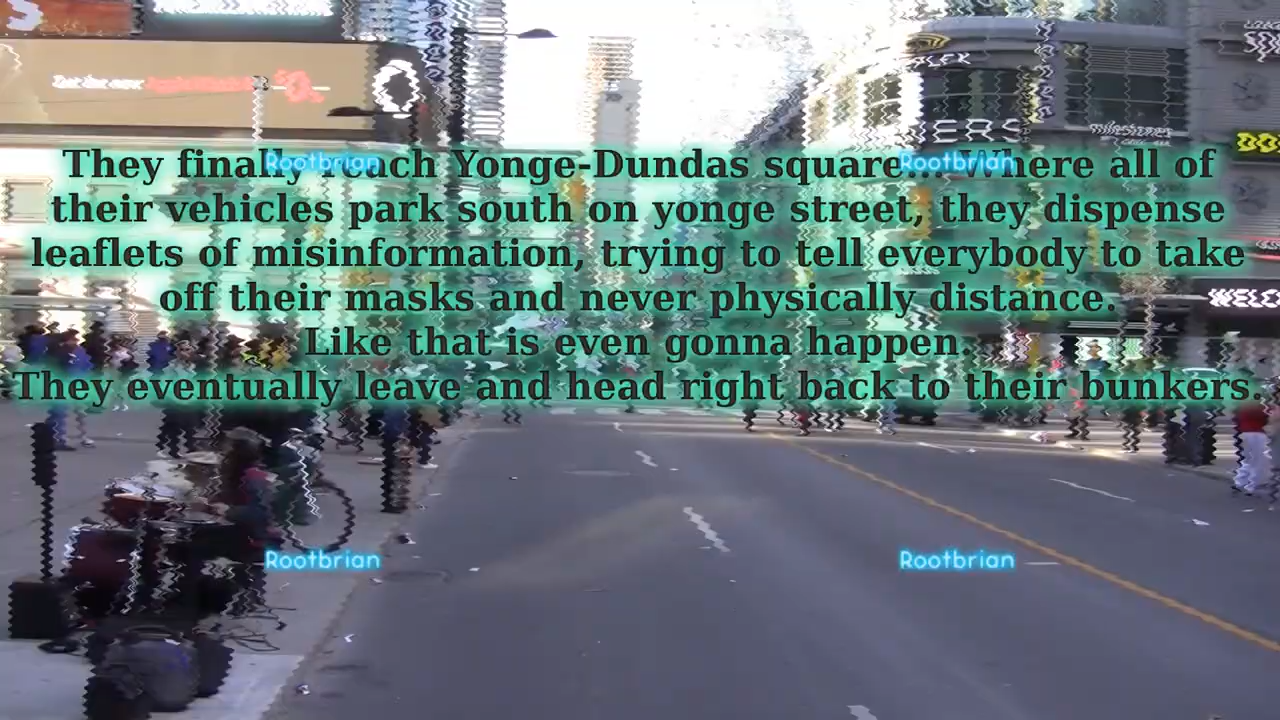 They finally reach Yonge-Dundas square... Where all of
their vehicles park south on yonge street, they dispense
leaflets of misinformation, trying to tell everybody to take
off their masks and never physically distance.
Like that is even gonna happen.
They eventually leave and head right back to their bunkers.
Rootbrian
Rootbrian
Rootbrian
Rootbrian